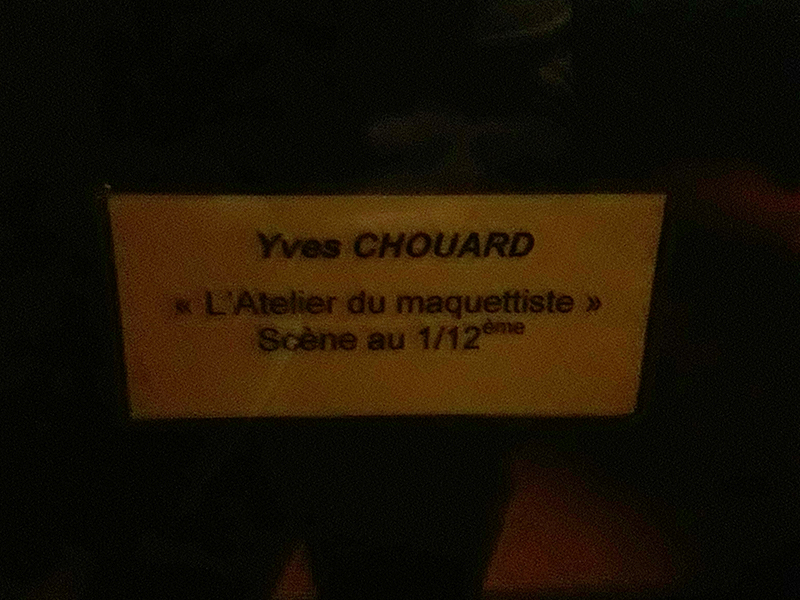 Yves CHOUARD
« L'Atelier du maquettiste »
Scène au 1/12ème